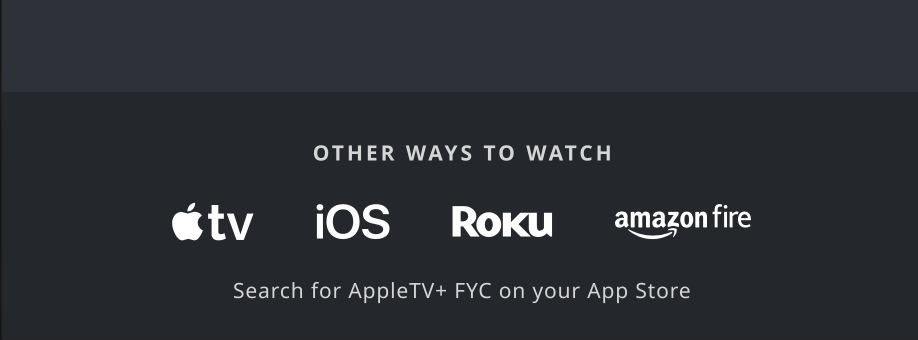 OTHER WAYS TO WATCH
tv iOS Roku amazon fire
Search for AppleTV+ FYC on your App Store